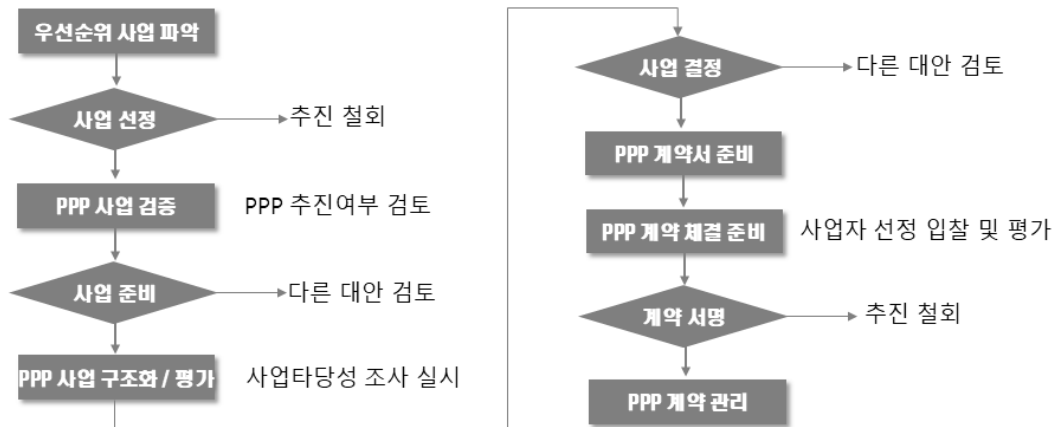 우선순위 사업 파악
사업 선정
추진 철회
PPP 사업 검증
PPP 추진여부 검토
사업 준비
다른 대안 검토
PPP 사업 구조화 / 평가
사업타당성 조사 실시
사업 결정
다른 대안 검토
PPP 계약서 준비
PPP 계약 체결 준비
사업자 선정 입찰 및 평가
계약 서명
추진 철회
PPP 계약 관리